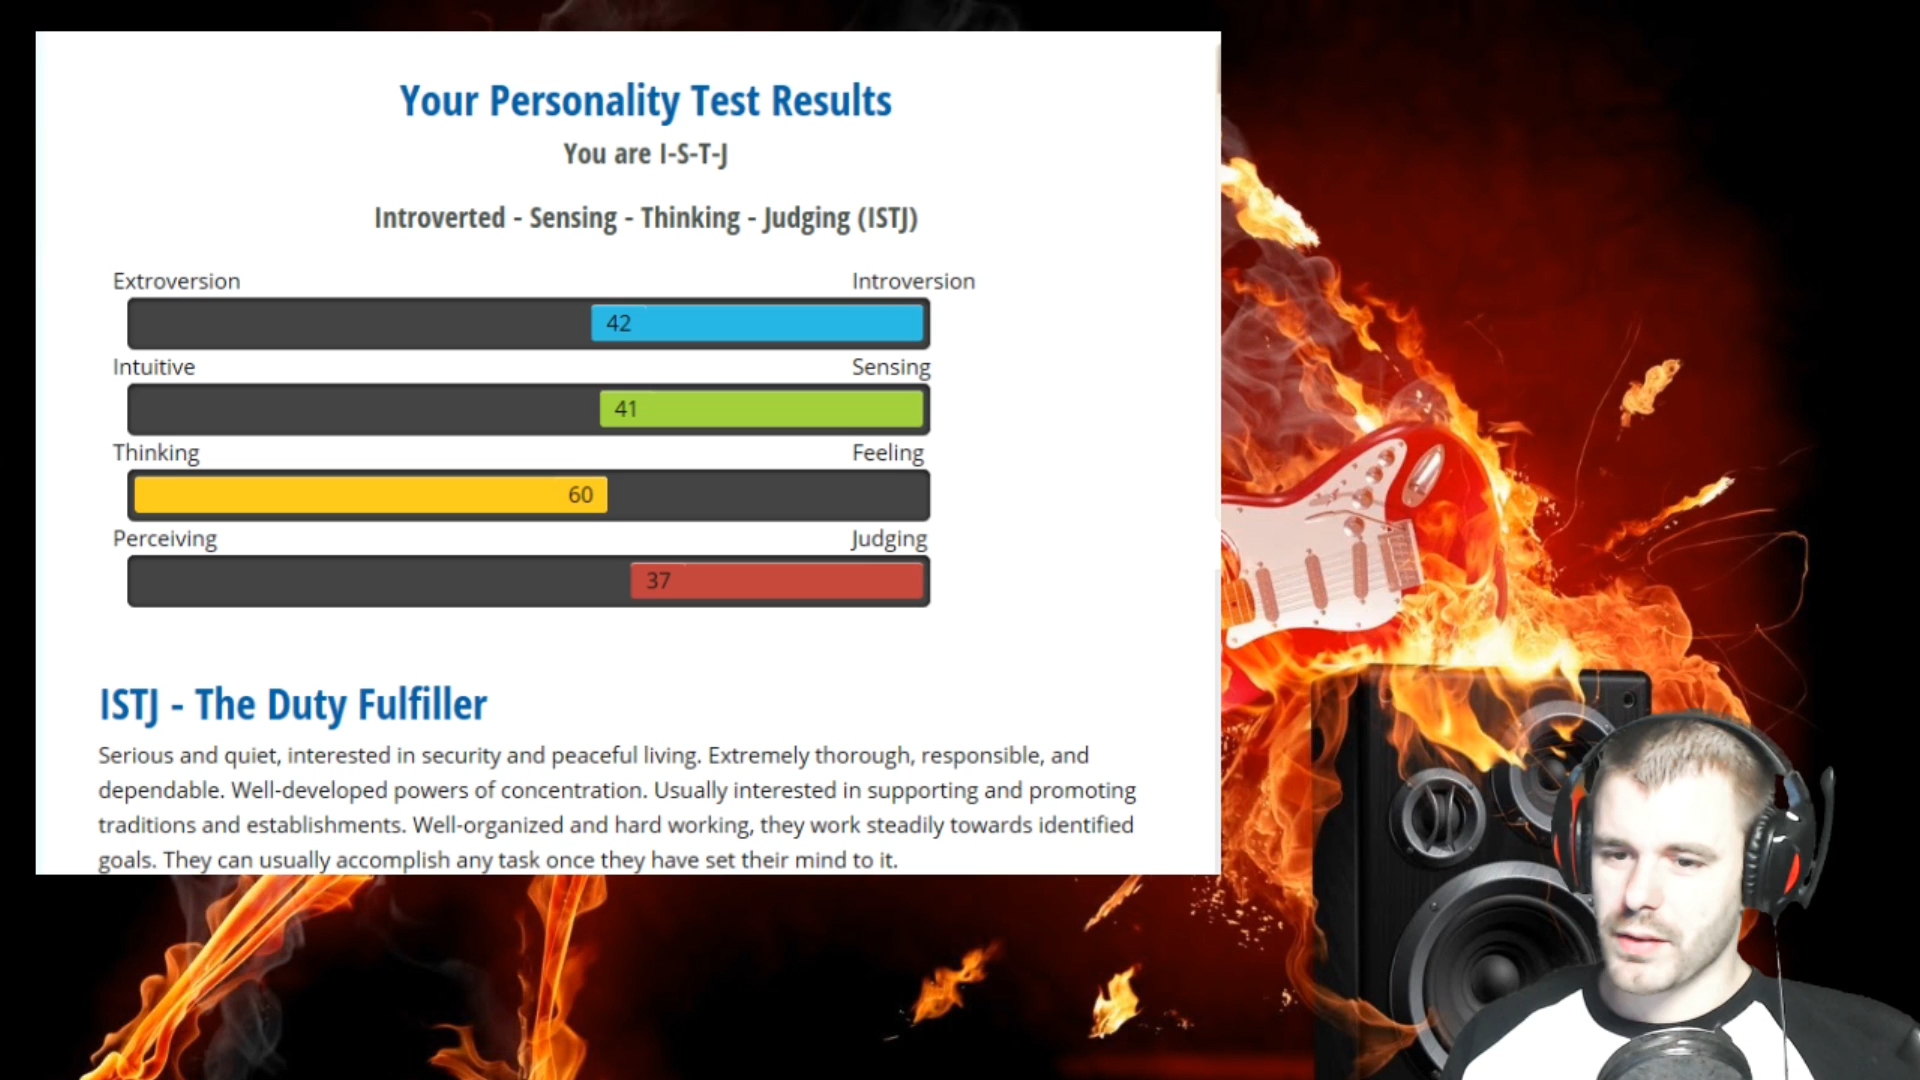 Your Personality Test Results
You are I-S-T-J
Introverted - Sensing - Thinking - Judging (ISTJ)
Extroversion Introversion
42
Intuitive Sensing
41
Thinking Feeling
60
Perceiving Judging
37
ISTJ - The Duty Fulfiller
Serious and quiet, interested in security and peaceful living. Extremely thorough, responsible, and
dependable. Well-developed powers of concentration. Usually interested in supporting and promoting
traditions and establishments. Well-organized and hard working, they work steadily towards identified
goals. They can usually accomplish any task once they have set their mind to it.